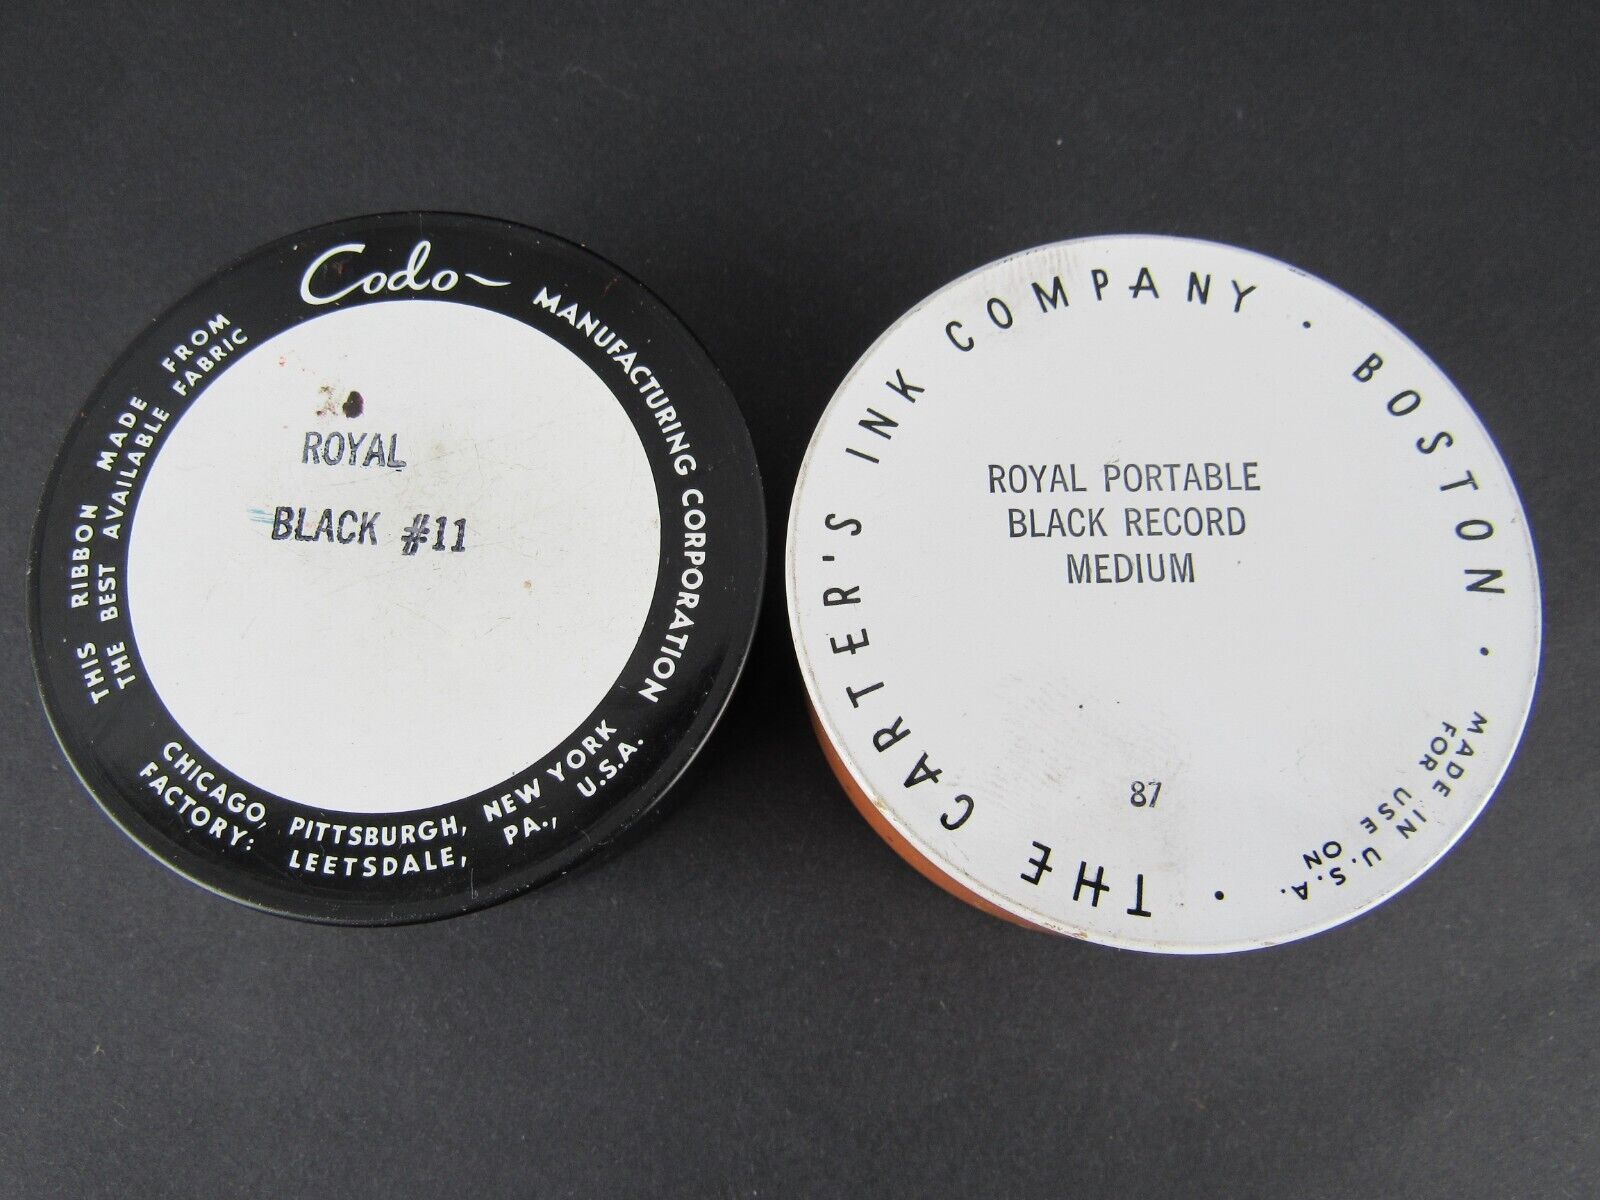 Codo
MANUFACTURING CORPORATION
THIS RIBBON MADE FROM
THE BEST AVAILABLE FABRIC
CHICAGO, PITTSBURGH, NEW YORK
FACTORY: LEETSDALE, PA., U.S.A.
ROYAL
BLACK #11
THE CARTER'S INK COMPANY · BOSTON ·
MADE IN U.S.A.
FOR USE ON
ROYAL PORTABLE
BLACK RECORD
MEDIUM
87